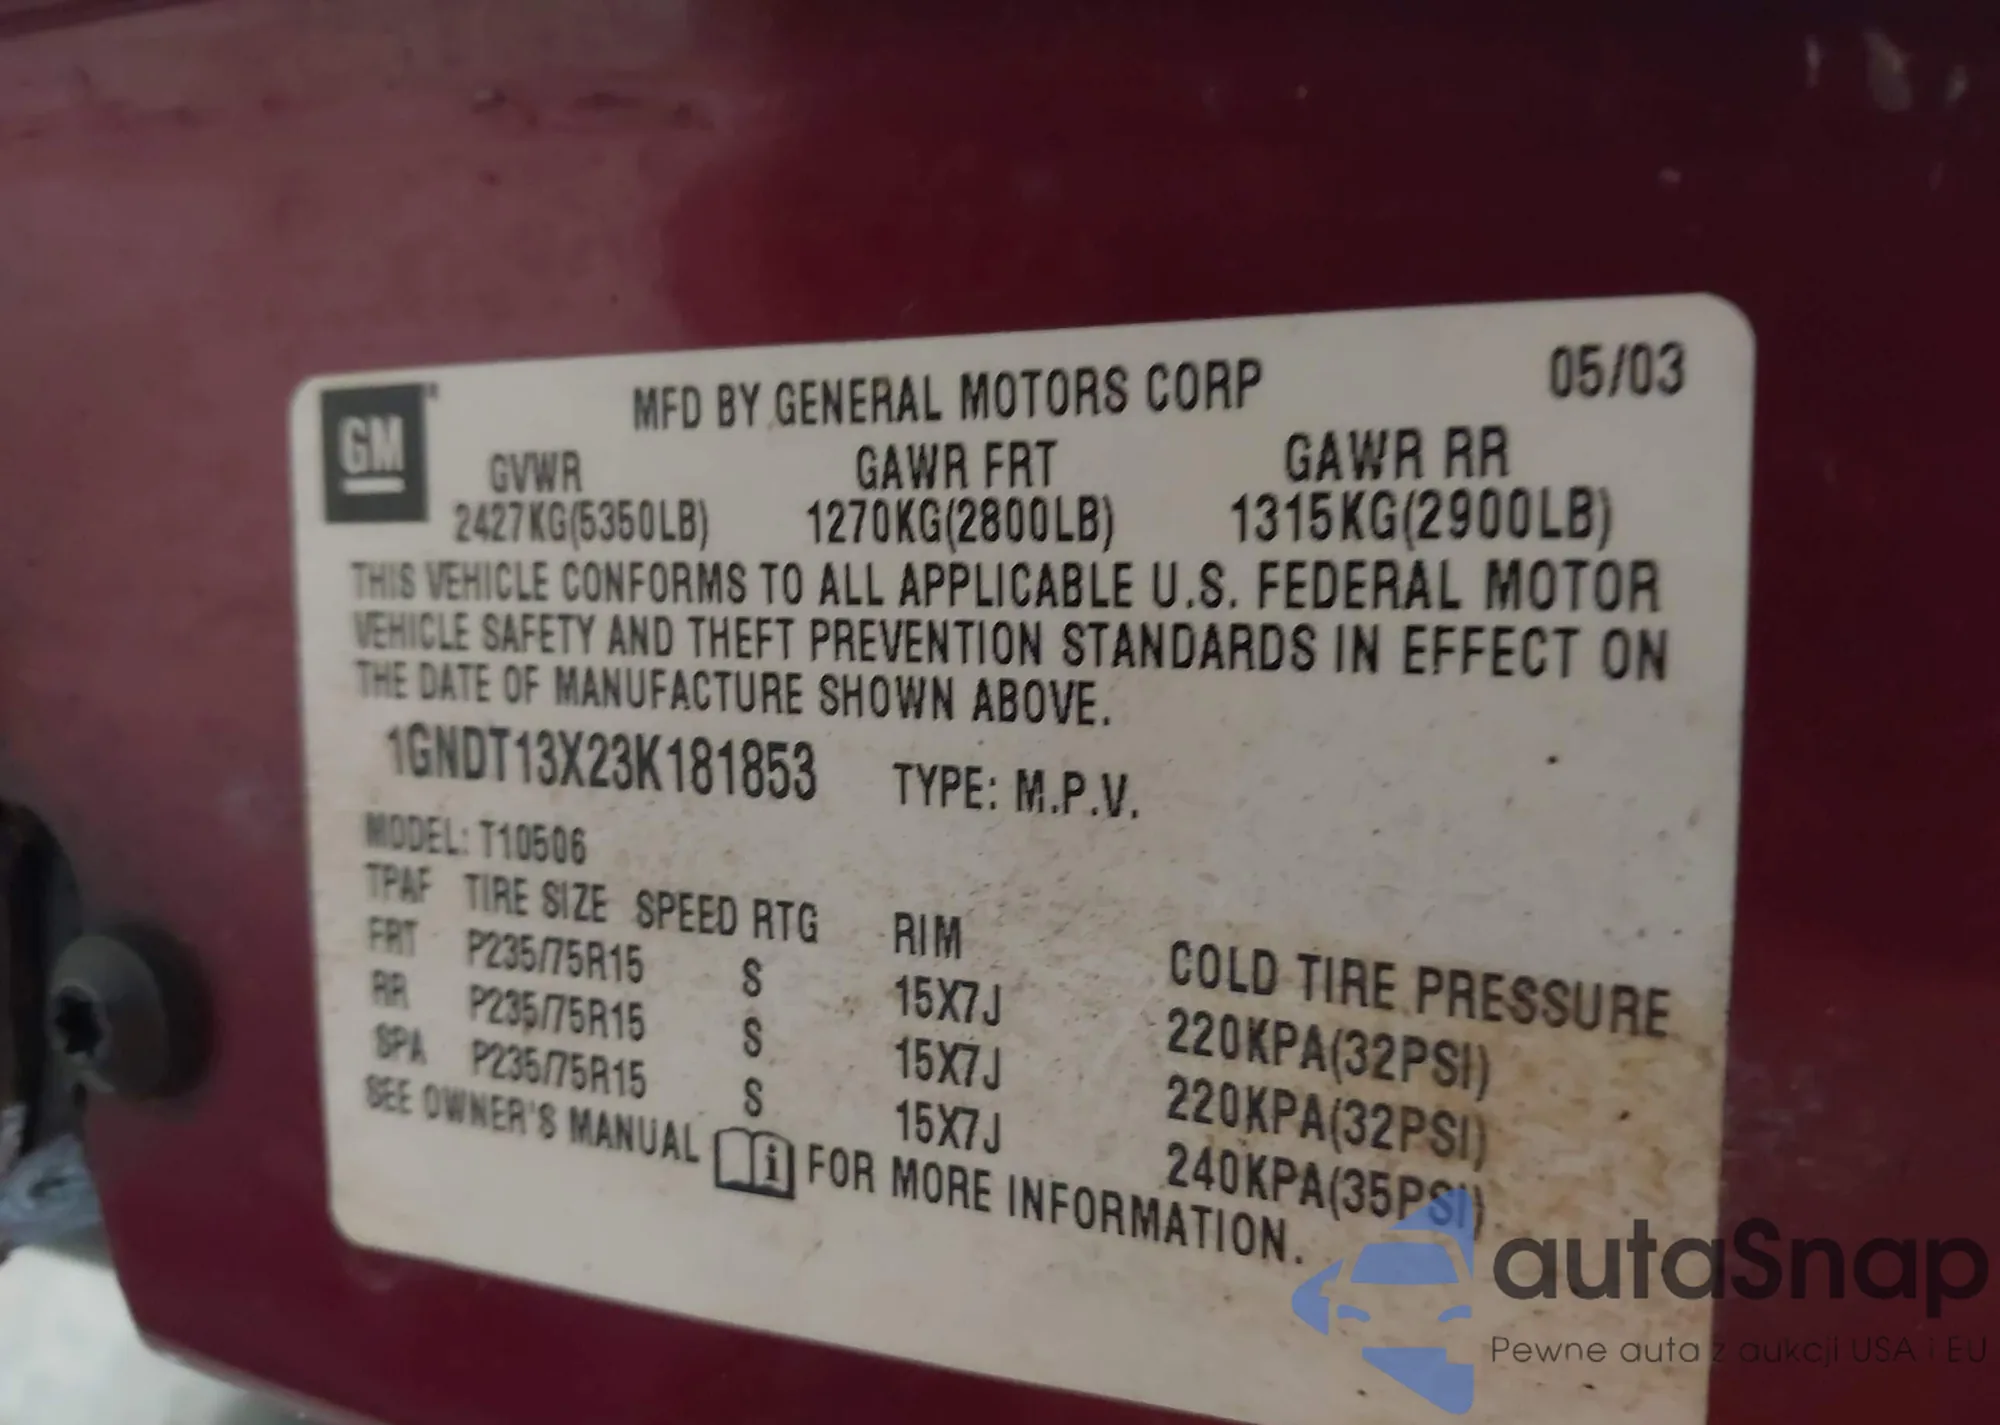 GM
MFD BY GENERAL MOTORS CORP 05/03
GVWR GAWR FRT GAWR RR
2427KG(5350LB) 1270KG(2800LB) 1315KG(2900LB)
THIS VEHICLE CONFORMS TO ALL APPLICABLE U.S. FEDERAL MOTOR
VEHICLE SAFETY AND THEFT PREVENTION STANDARDS IN EFFECT ON
THE DATE OF MANUFACTURE SHOWN ABOVE.
1GNDT13X23K181853 TYPE: M.P.V.
MODEL: T10506
TPAF TIRE SIZE SPEED RTG RIM COLD TIRE PRESSURE
FRT P235/75R15 S 15X7J 220KPA(32PSI)
RR P235/75R15 S 15X7J 220KPA(32PSI)
SPA P235/75R15 S 15X7J 240KPA(35PSI)
SEE OWNER'S MANUAL FOR MORE INFORMATION.
autaSnap
Pewne auta z aukcji USA i EU